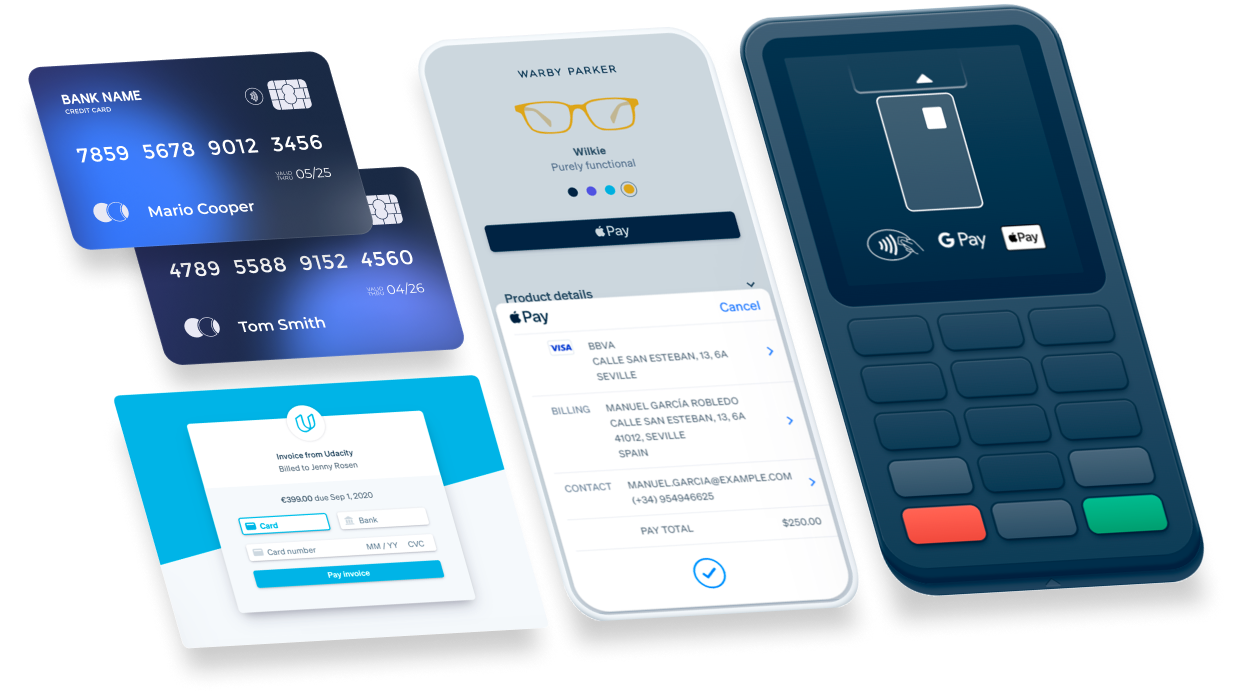 BANK NAME
CREDIT CARD
7859 5678 9012 3456
VALID THRU 05/25
Mario Cooper
4789 5588 9152 4560
VALID THRU 04/26
Tom Smith
Invoice from Udacity
Billed to Jenny Rosen
€399.00 due Sep 1, 2020
Card Bank
Card number MM / YY CVC
Pay invoice
WARBY PARKER
Wilkie
Purely functional
Pay
Product details
Pay Cancel
VISA BBVA
CALLE SAN ESTEBAN, 13, 6A
SEVILLE
BILLING MANUEL GARCÍA ROBLEDO
CALLE SAN ESTEBAN, 13, 6A
41012, SEVILLE
SPAIN
CONTACT MANUEL.GARCIA@EXAMPLE.COM
(+34) 954946625
PAY TOTAL $250.00
G Pay Pay